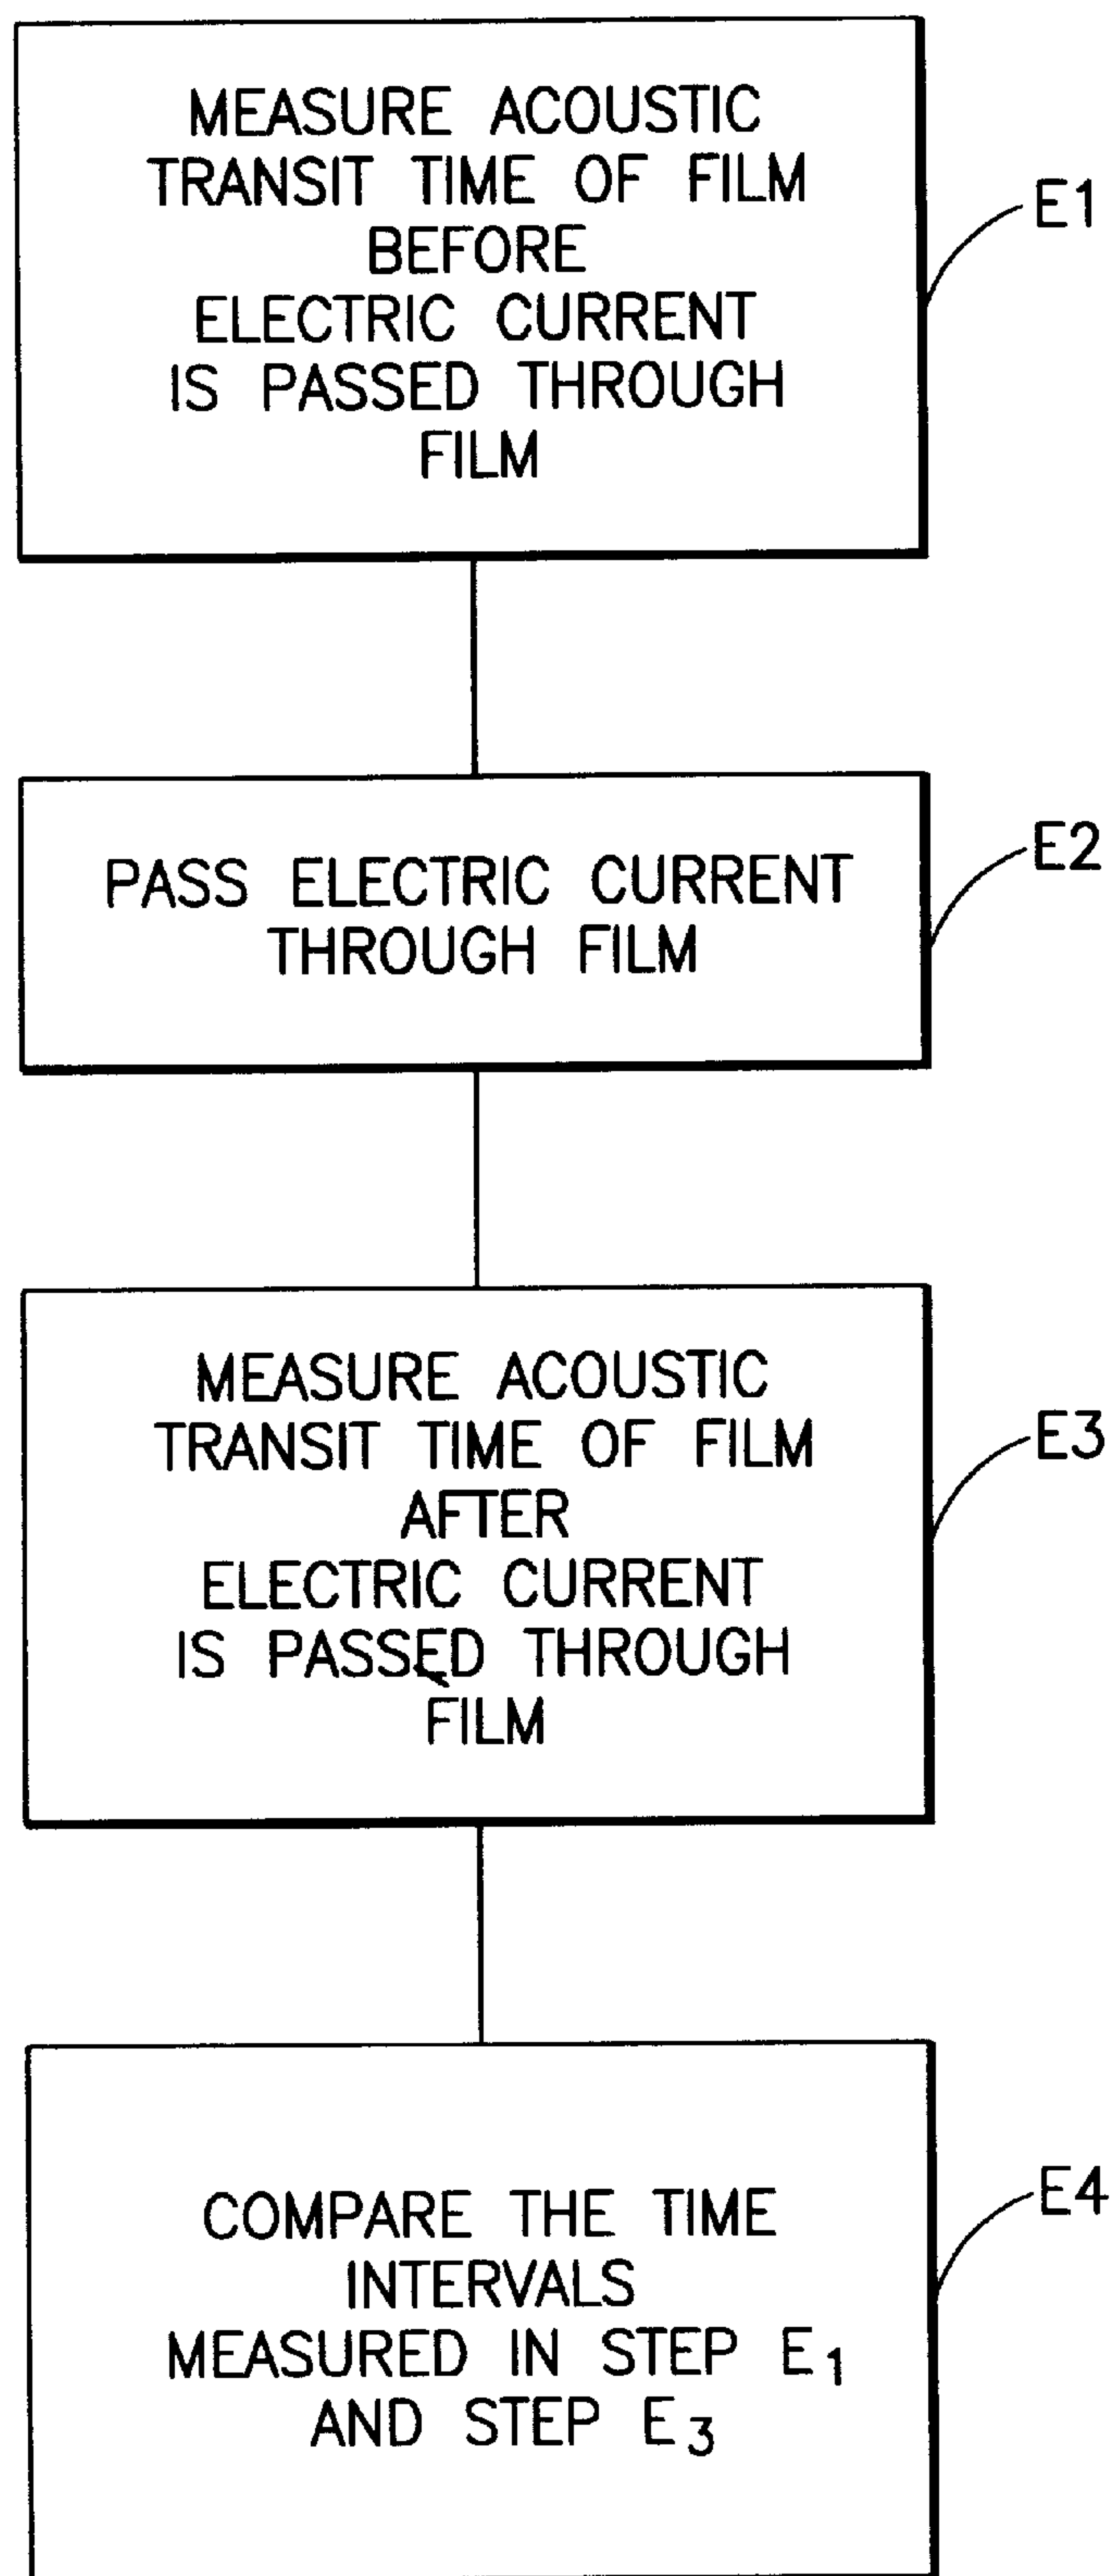 MEASURE ACOUSTIC
TRANSIT TIME OF FILM
BEFORE
ELECTRIC CURRENT
IS PASSED THROUGH
FILM
E1
PASS ELECTRIC CURRENT
THROUGH FILM
E2
MEASURE ACOUSTIC
TRANSIT TIME OF FILM
AFTER
ELECTRIC CURRENT
IS PASSED THROUGH
FILM
E3
COMPARE THE TIME
INTERVALS
MEASURED IN STEP E₁
AND STEP E₃
E4